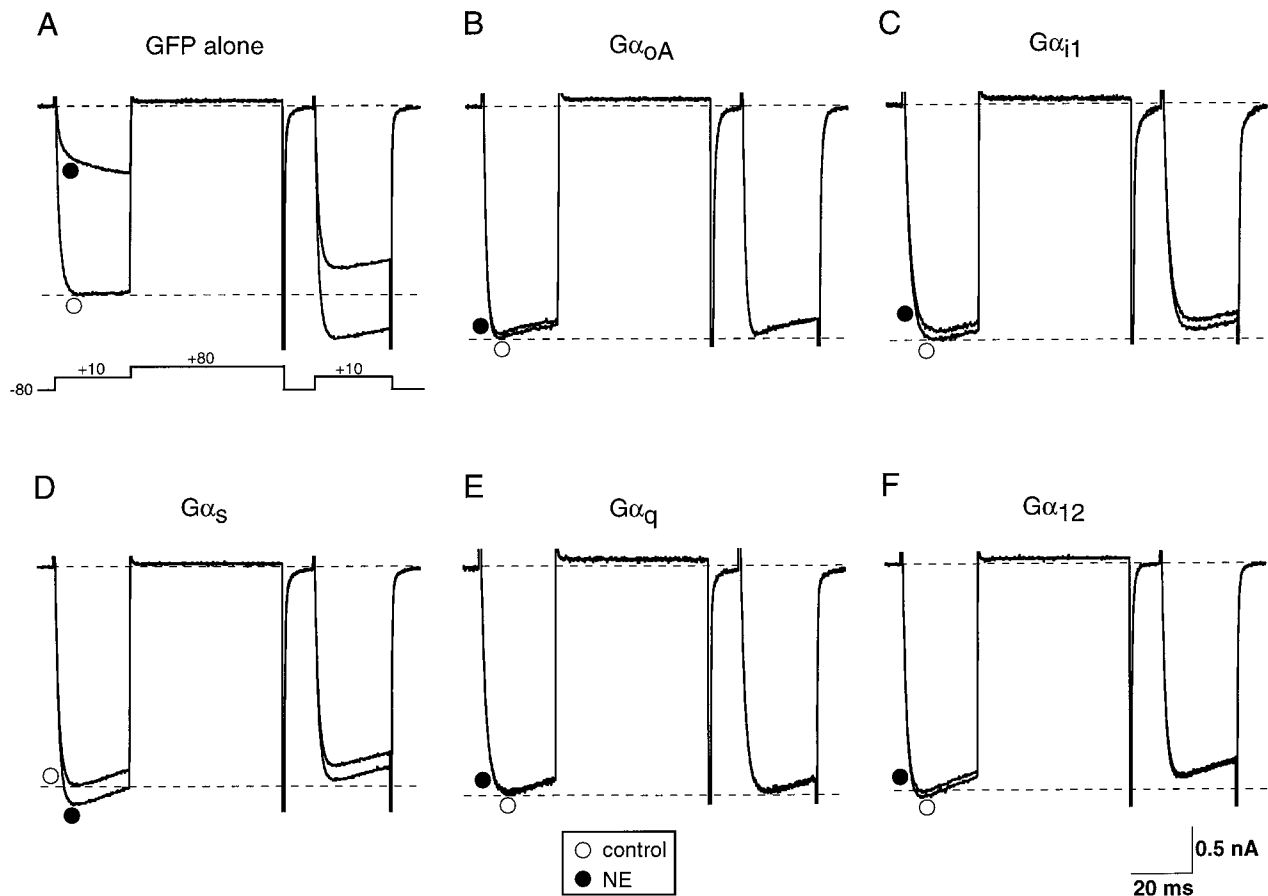 A
GFP alone
B
GαoA
C
Gαi1
-80
+10
+80
+10
D
Gαs
E
Gαq
F
Gα12
control
NE
0.5 nA
20 ms